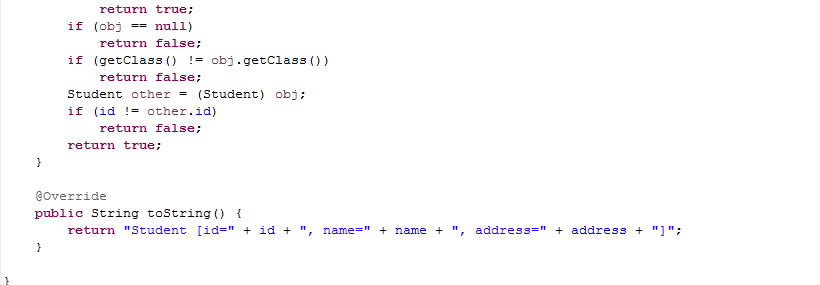 return true;
if (obj == null)
return false;
if (getClass() != obj.getClass())
return false;
Student other = (Student) obj;
if (id != other.id)
return false;
return true;
}
@Override
public String toString() {
return "Student [id=" + id + ", name=" + name + ", address=" + address + "]";
}
}